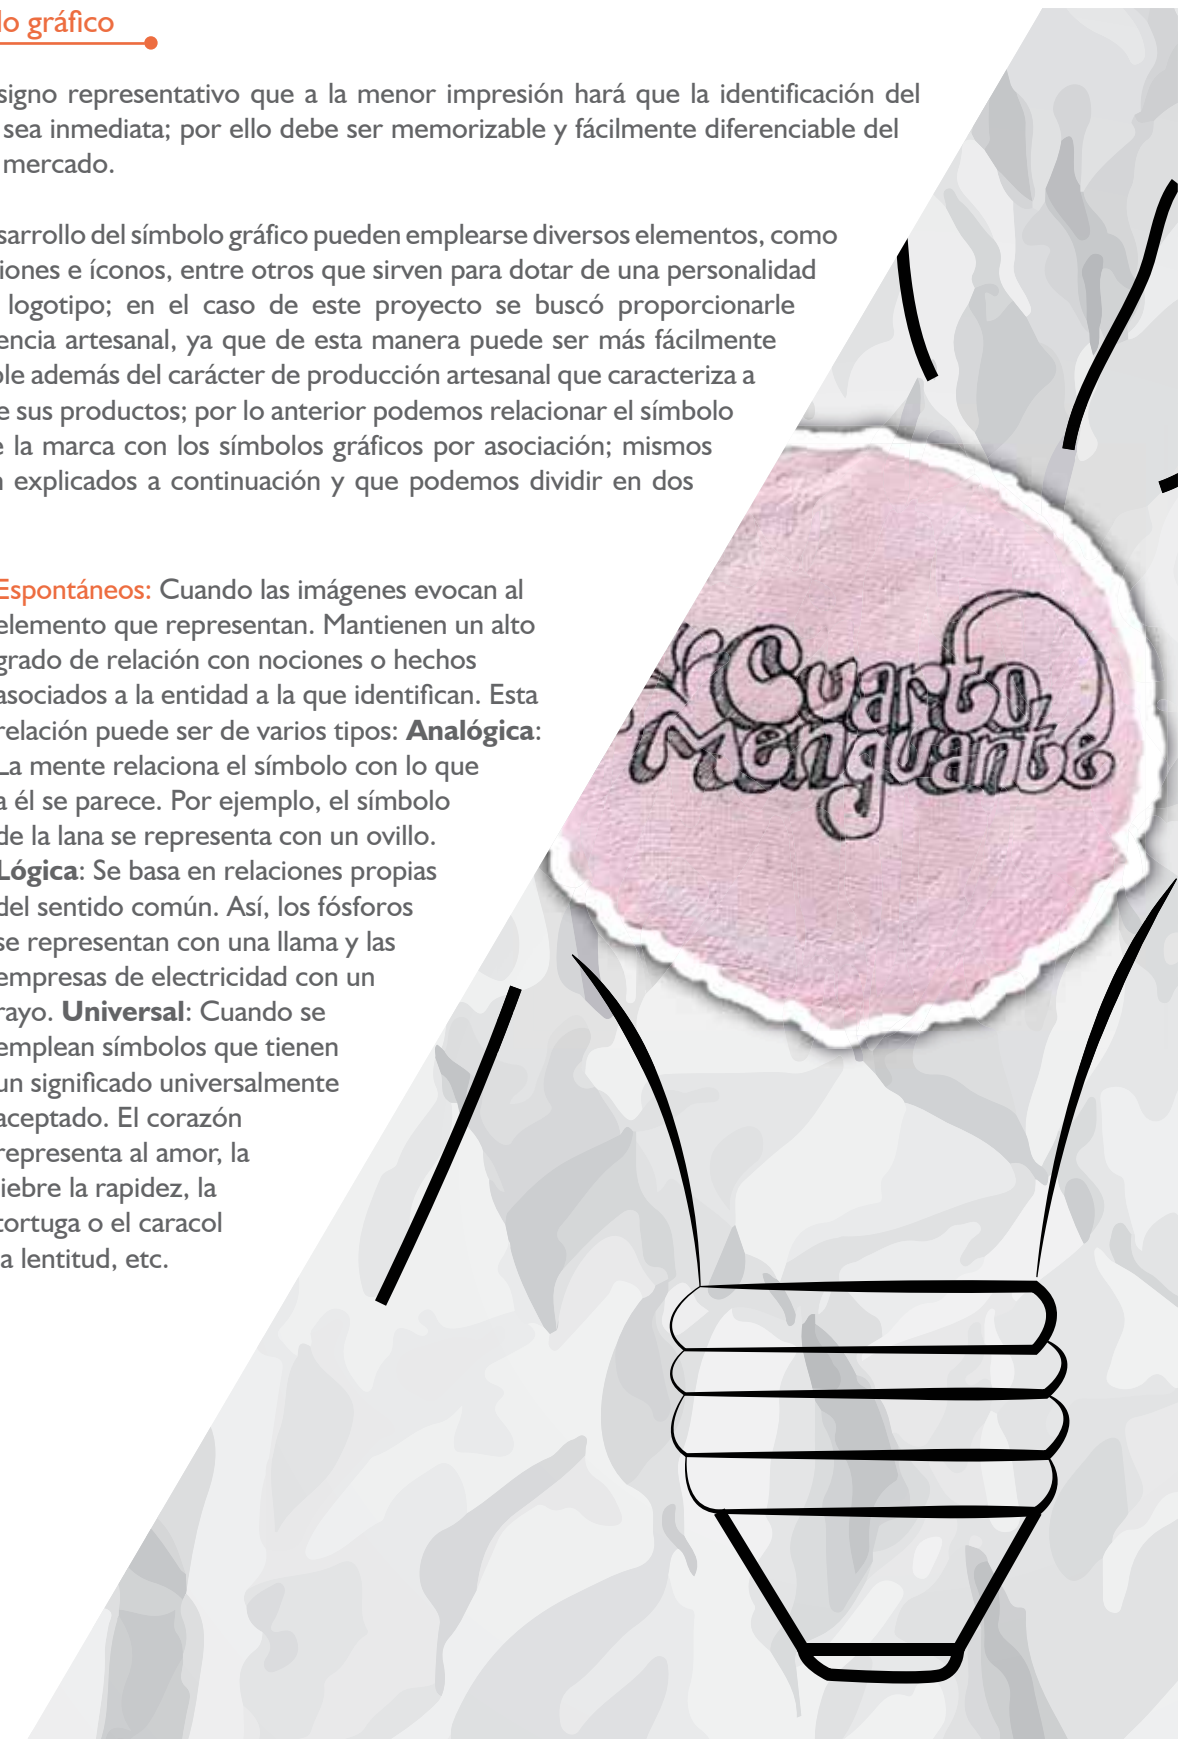 lo gráfico
signo representativo que a la menor impresión hará que la identificación del
sea inmediata; por ello debe ser memorizable y fácilmente diferenciable del
mercado.
sarrollo del símbolo gráfico pueden emplearse diversos elementos, como
iones e íconos, entre otros que sirven para dotar de una personalidad
logotipo; en el caso de este proyecto se buscó proporcionarle
encia artesanal, ya que de esta manera puede ser más fácilmente
ble además del carácter de producción artesanal que caracteriza a
e sus productos; por lo anterior podemos relacionar el símbolo
e la marca con los símbolos gráficos por asociación; mismos
n explicados a continuación y que podemos dividir en dos
Espontáneos: Cuando las imágenes evocan al
elemento que representan. Mantienen un alto
grado de relación con nociones o hechos
asociados a la entidad a la que identifican. Esta
relación puede ser de varios tipos: Analógica:
La mente relaciona el símbolo con lo que
a él se parece. Por ejemplo, el símbolo
de la lana se representa con un ovillo.
Lógica: Se basa en relaciones propias
del sentido común. Así, los fósforos
se representan con una llama y las
empresas de electricidad con un
rayo. Universal: Cuando se
emplean símbolos que tienen
un significado universalmente
aceptado. El corazón
representa al amor, la
iebre la rapidez, la
tortuga o el caracol
a lentitud, etc.
Cuarto
Menguante